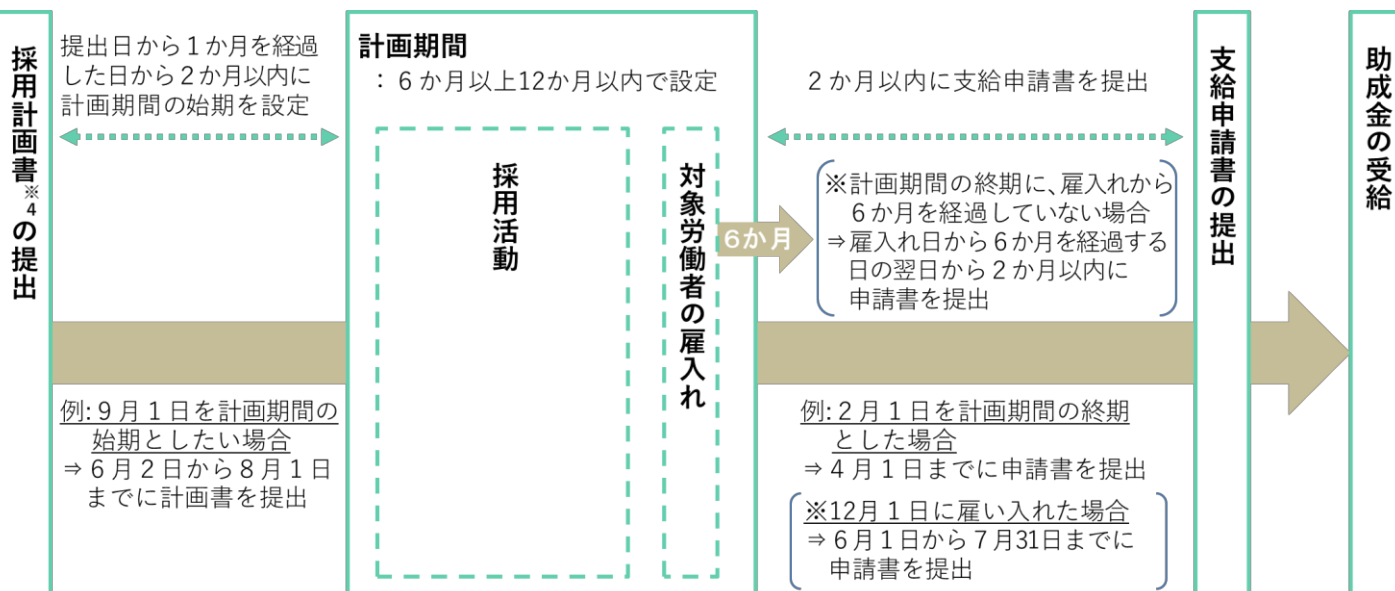 採用計画書※4の提出
提出日から１か月を経過
した日から２か月以内に
計画期間の始期を設定
例:９月１日を計画期間の
始期としたい場合
⇒６月２日から８月１日
までに計画書を提出
計画期間
：６か月以上12か月以内で設定
採用活動
対象労働者の雇入れ
６か月
２か月以内に支給申請書を提出
※計画期間の終期に、雇入れから
６か月を経過していない場合
⇒雇入れ日から６か月を経過する
日の翌日から２か月以内に
申請書を提出
例:２月１日を計画期間の終期
とした場合
⇒４月１日までに申請書を提出
※12月１日に雇い入れた場合
⇒６月１日から７月31日までに
申請書を提出
支給申請書の提出
助成金の受給